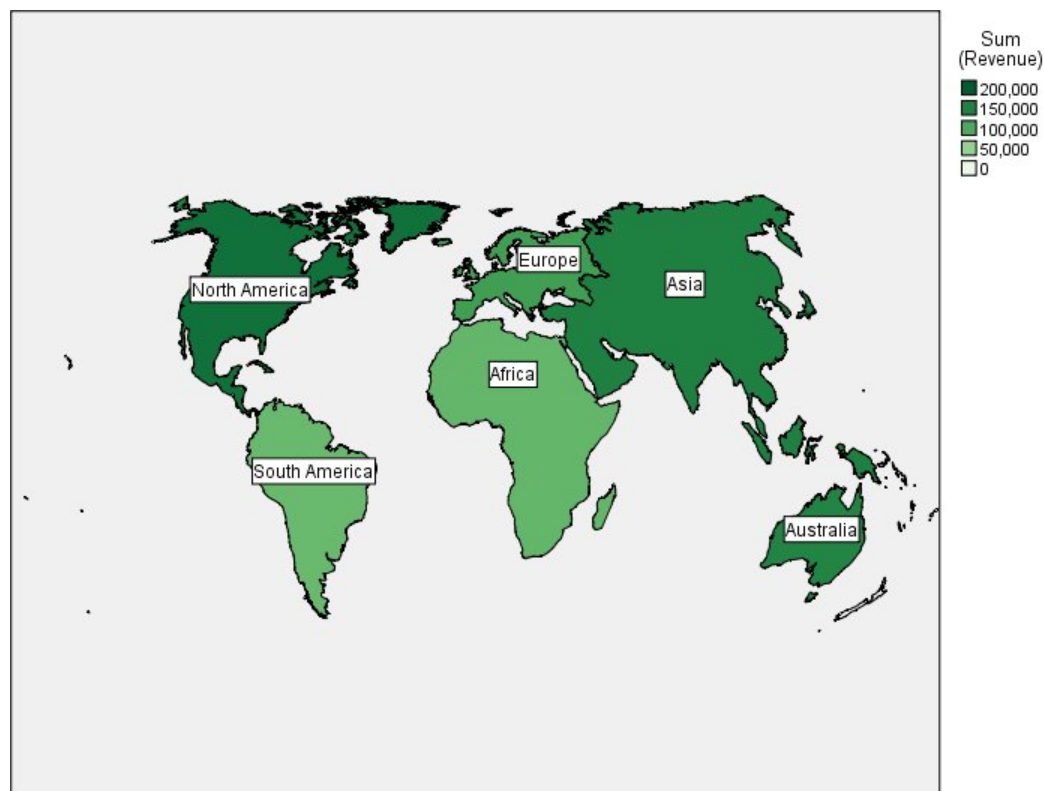 Sum
(Revenue)
200,000
150,000
100,000
50,000
0
Europe
North America
Asia
Africa
South America
Australia